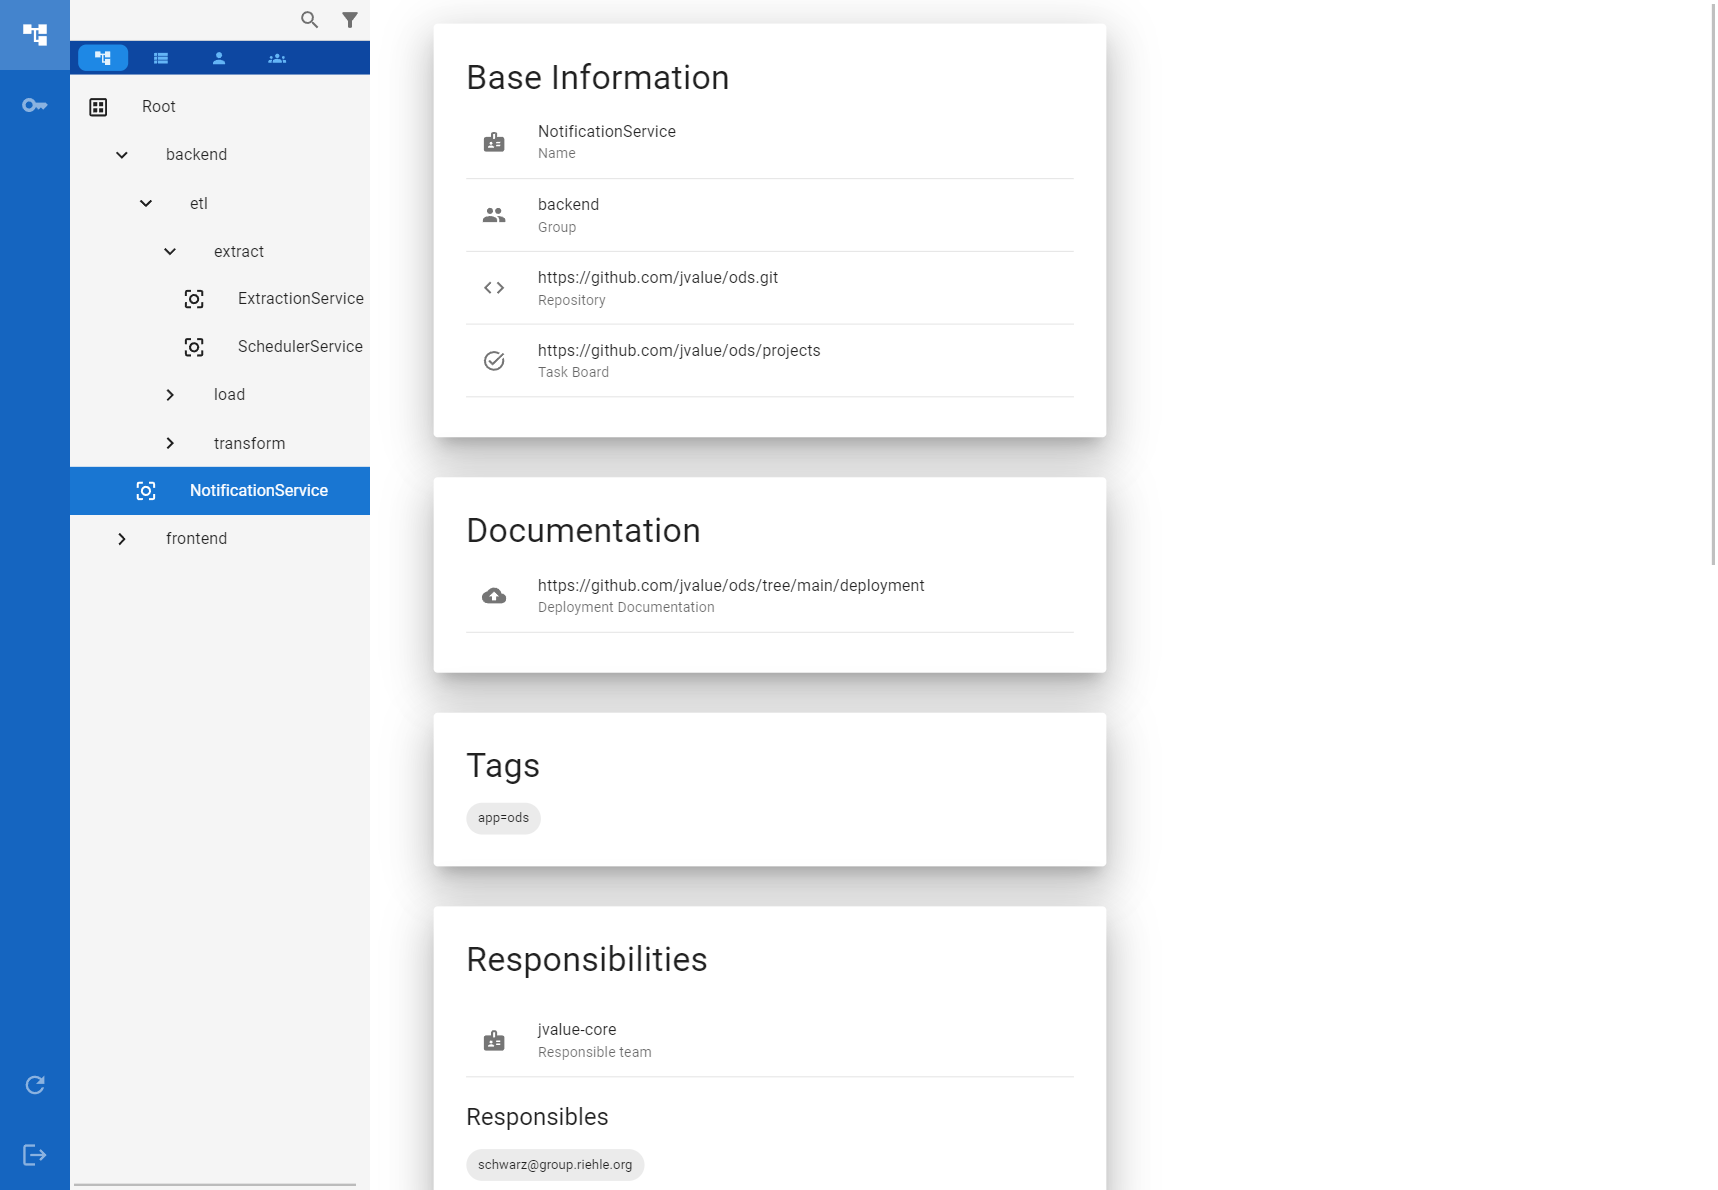 Root
backend
etl
extract
ExtractionService
SchedulerService
load
transform
NotificationService
frontend
Base Information
NotificationService
Name
backend
Group
https://github.com/jvalue/ods.git
Repository
https://github.com/jvalue/ods/projects
Task Board
Documentation
https://github.com/jvalue/ods/tree/main/deployment
Deployment Documentation
Tags
app=ods
Responsibilities
jvalue-core
Responsible team
Responsibles
schwarz@group.riehle.org